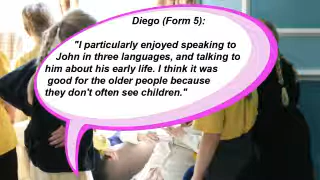 Diego (Form 5):
"I particularly enjoyed speaking to
John in three languages, and talking to
him about his early life. I think it was
good for the older people because
they don't often see children."